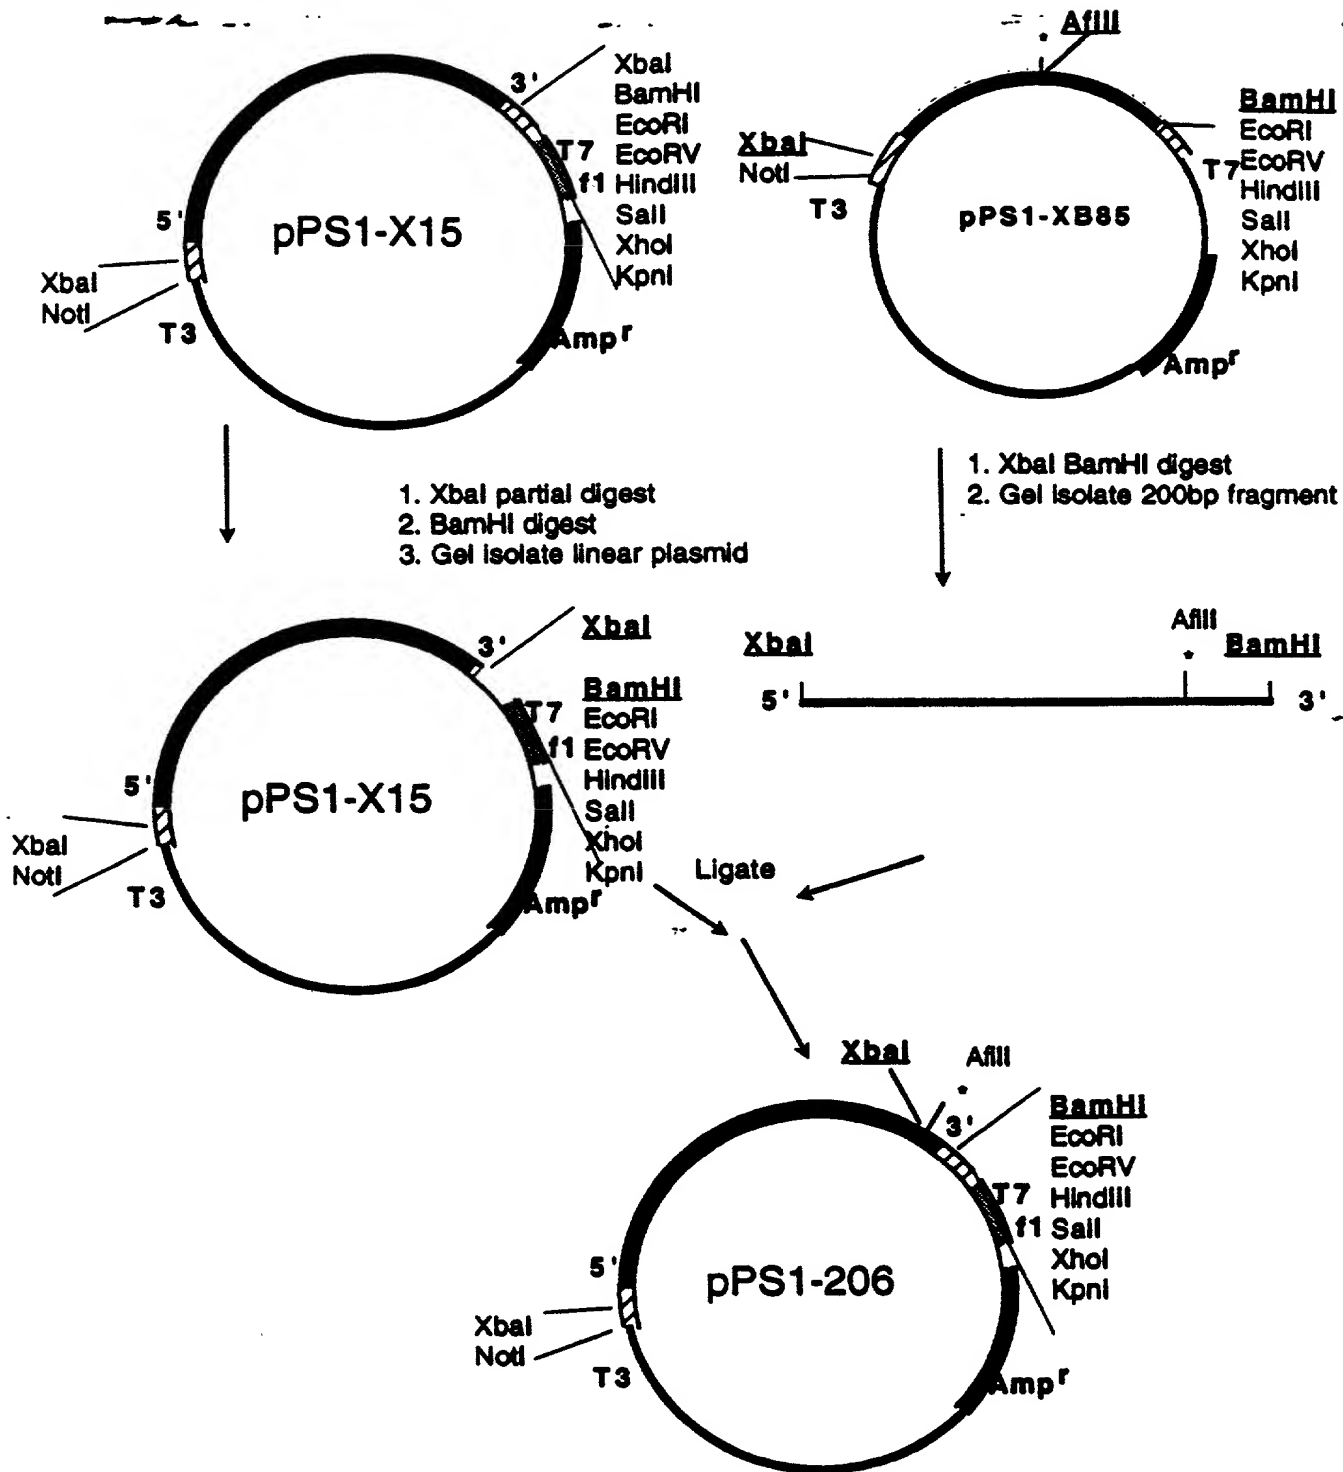 3'
XbaI
BamHI
EcoRI
EcoRV
HindIII
SalI
XhoI
KpnI
T7
f1
5'
pPS1-X15
XbaI
NotI
T3
Amp r
*
AflII
BamHI
EcoRI
EcoRV
HindIII
SalI
XhoI
KpnI
XbaI
NotI
T7
T3
pPS1-XB85
Amp r
1. XbaI partial digest
2. BamHI digest
3. Gel isolate linear plasmid
1. XbaI BamHI digest
2. Gel isolate 200bp fragment
3'
XbaI
BamHI
EcoRI
EcoRV
HindIII
SalI
XhoI
KpnI
T7
f1
5'
pPS1-X15
XbaI
NotI
T3
Amp r
XbaI
AflII
*
BamHI
5'
3'
Ligate
XbaI
AflII
*
3'
BamHI
EcoRI
EcoRV
HindIII
SalI
XhoI
KpnI
T7
f1
5'
pPS1-206
XbaI
NotI
T3
Amp r